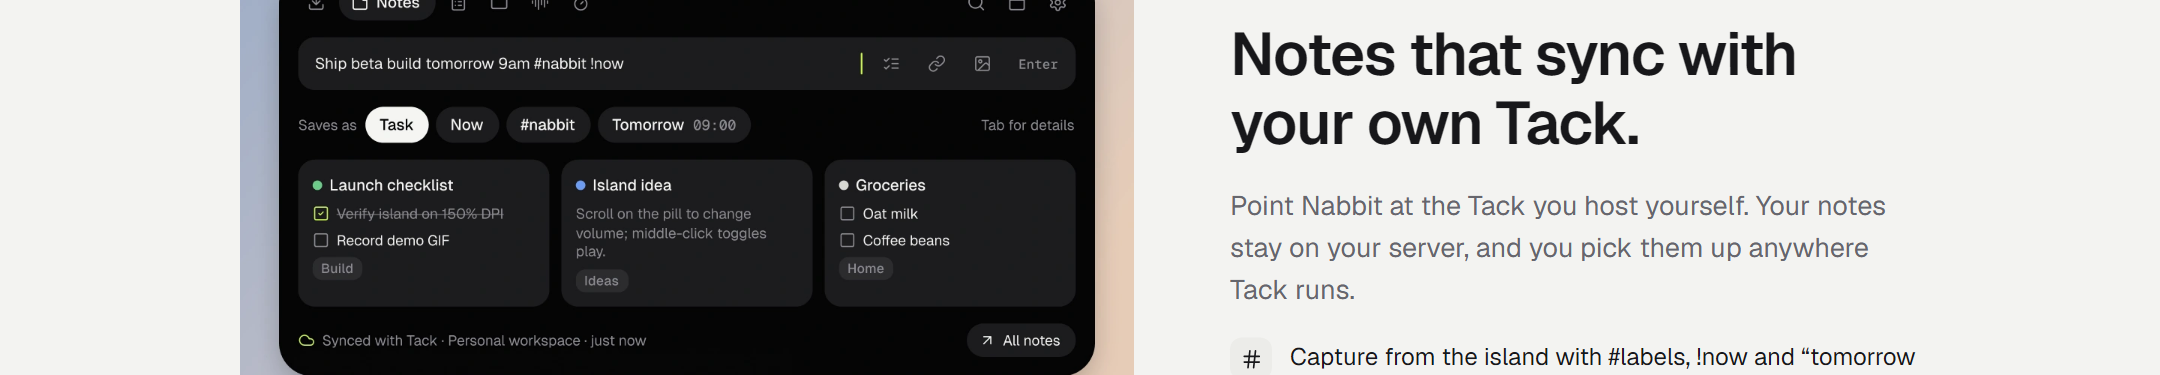 Notes
Ship beta build tomorrow 9am #nabbit !now
Enter
Saves as Task Now #nabbit Tomorrow 09:00 Tab for details
Launch checklist
Verify island on 150% DPI
Record demo GIF
Build
Island idea
Scroll on the pill to change
volume; middle-click toggles
play.
Ideas
Groceries
Oat milk
Coffee beans
Home
Synced with Tack · Personal workspace · just now
All notes
Notes that sync with
your own Tack.
Point Nabbit at the Tack you host yourself. Your notes
stay on your server, and you pick them up anywhere
Tack runs.
# Capture from the island with #labels, !now and “tomorrow